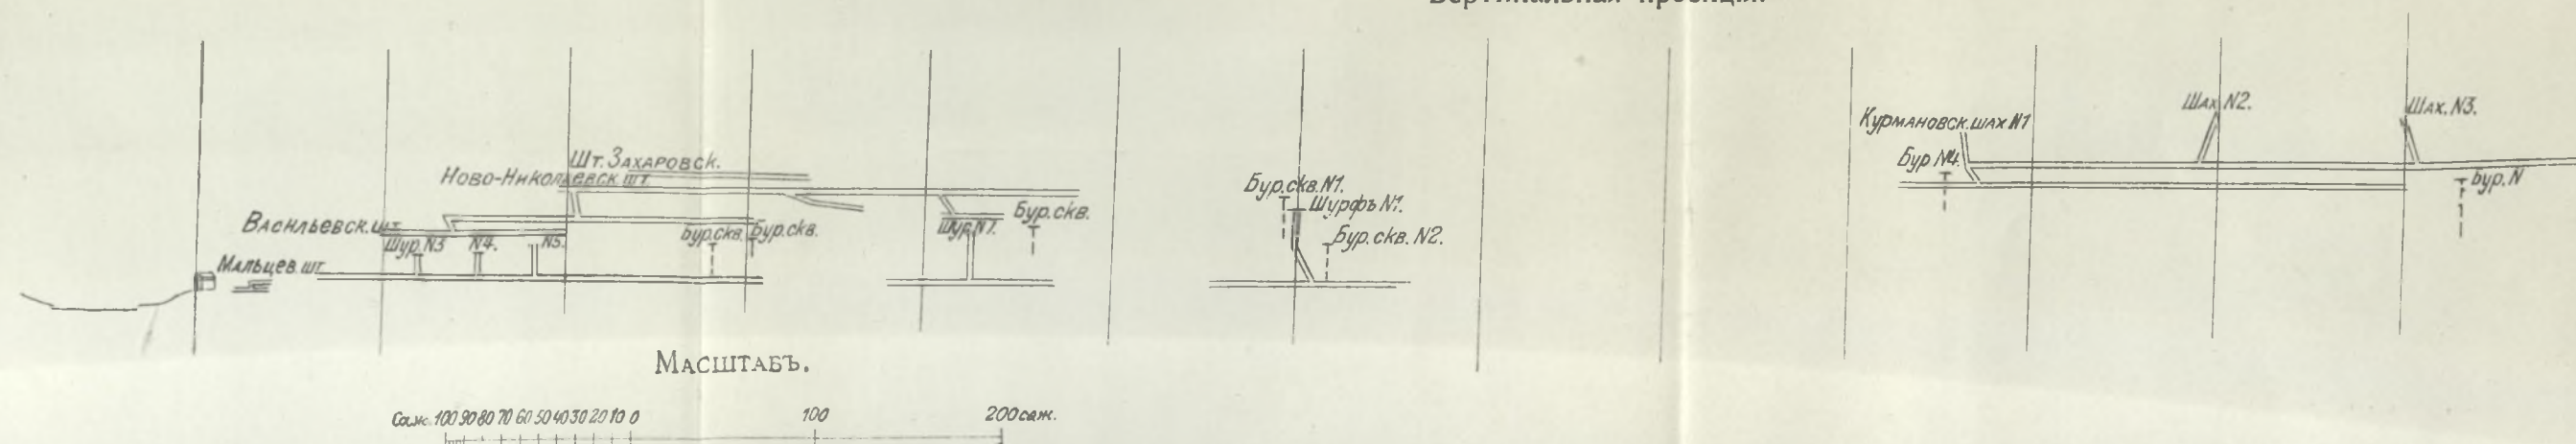 Вертикальная проекція.
Шах. N2.
Шах. N3.
Курмановск. шах N1
Бур N4.
бур. N
Шт. Захаровск.
Ново-Николаевск. шт.
Бур. скв. N1.
Шурфъ N1.
Бур. скв.
Васильевск. шт.
Шур. N3
N4.
N5.
бур. скв.
Бур. скв.
Шур. N7.
Бур. скв. N2.
Мальцев. шт.
Масштабъ.
Саж. 100 90 80 70 60 50 40 30 20 10 0 100 200 саж.